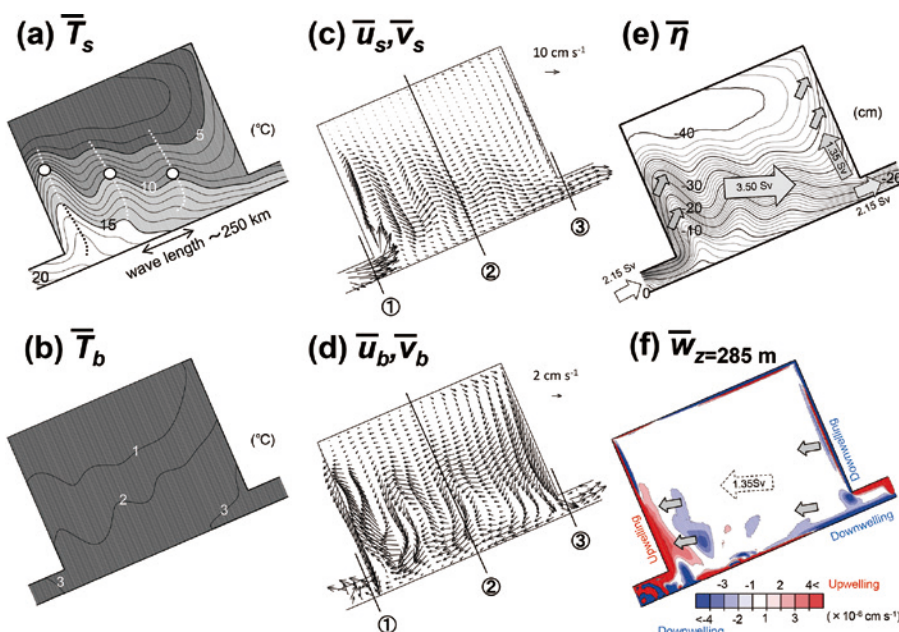 (a) T̅s
(°C)
5
10
15
20
wave length ~250 km
(c) u̅s, v̅s
10 cm s⁻¹
①
②
③
(e) η̅
(cm)
-40
-30
-20
-10
0
3.50 Sv
1.35 Sv
-20
2.15 Sv
2.15 Sv
(b) T̅b
(°C)
1
2
3
3
(d) u̅b, v̅b
2 cm s⁻¹
①
②
③
(f) w̅z=285 m
1.35Sv
Upwelling
Downwelling
Downwelling
-3 -1 2 4< Upwelling
<-4 -2 1 3 (× 10⁻⁶ cm s⁻¹)
Downwelling